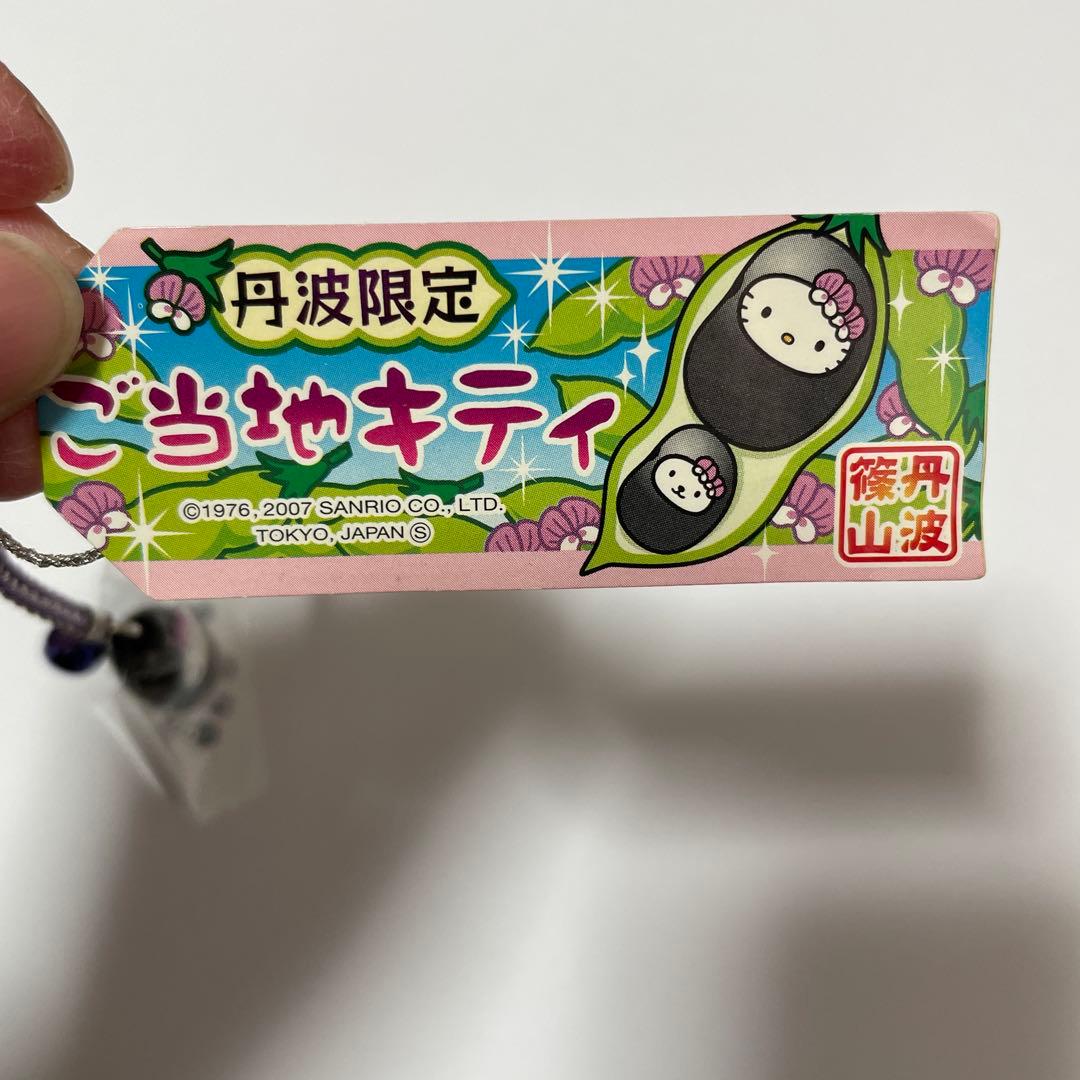 丹波限定
ご当地キティ
©1976, 2007 SANRIO CO., LTD.
TOKYO, JAPAN Ⓢ
丹波
篠山